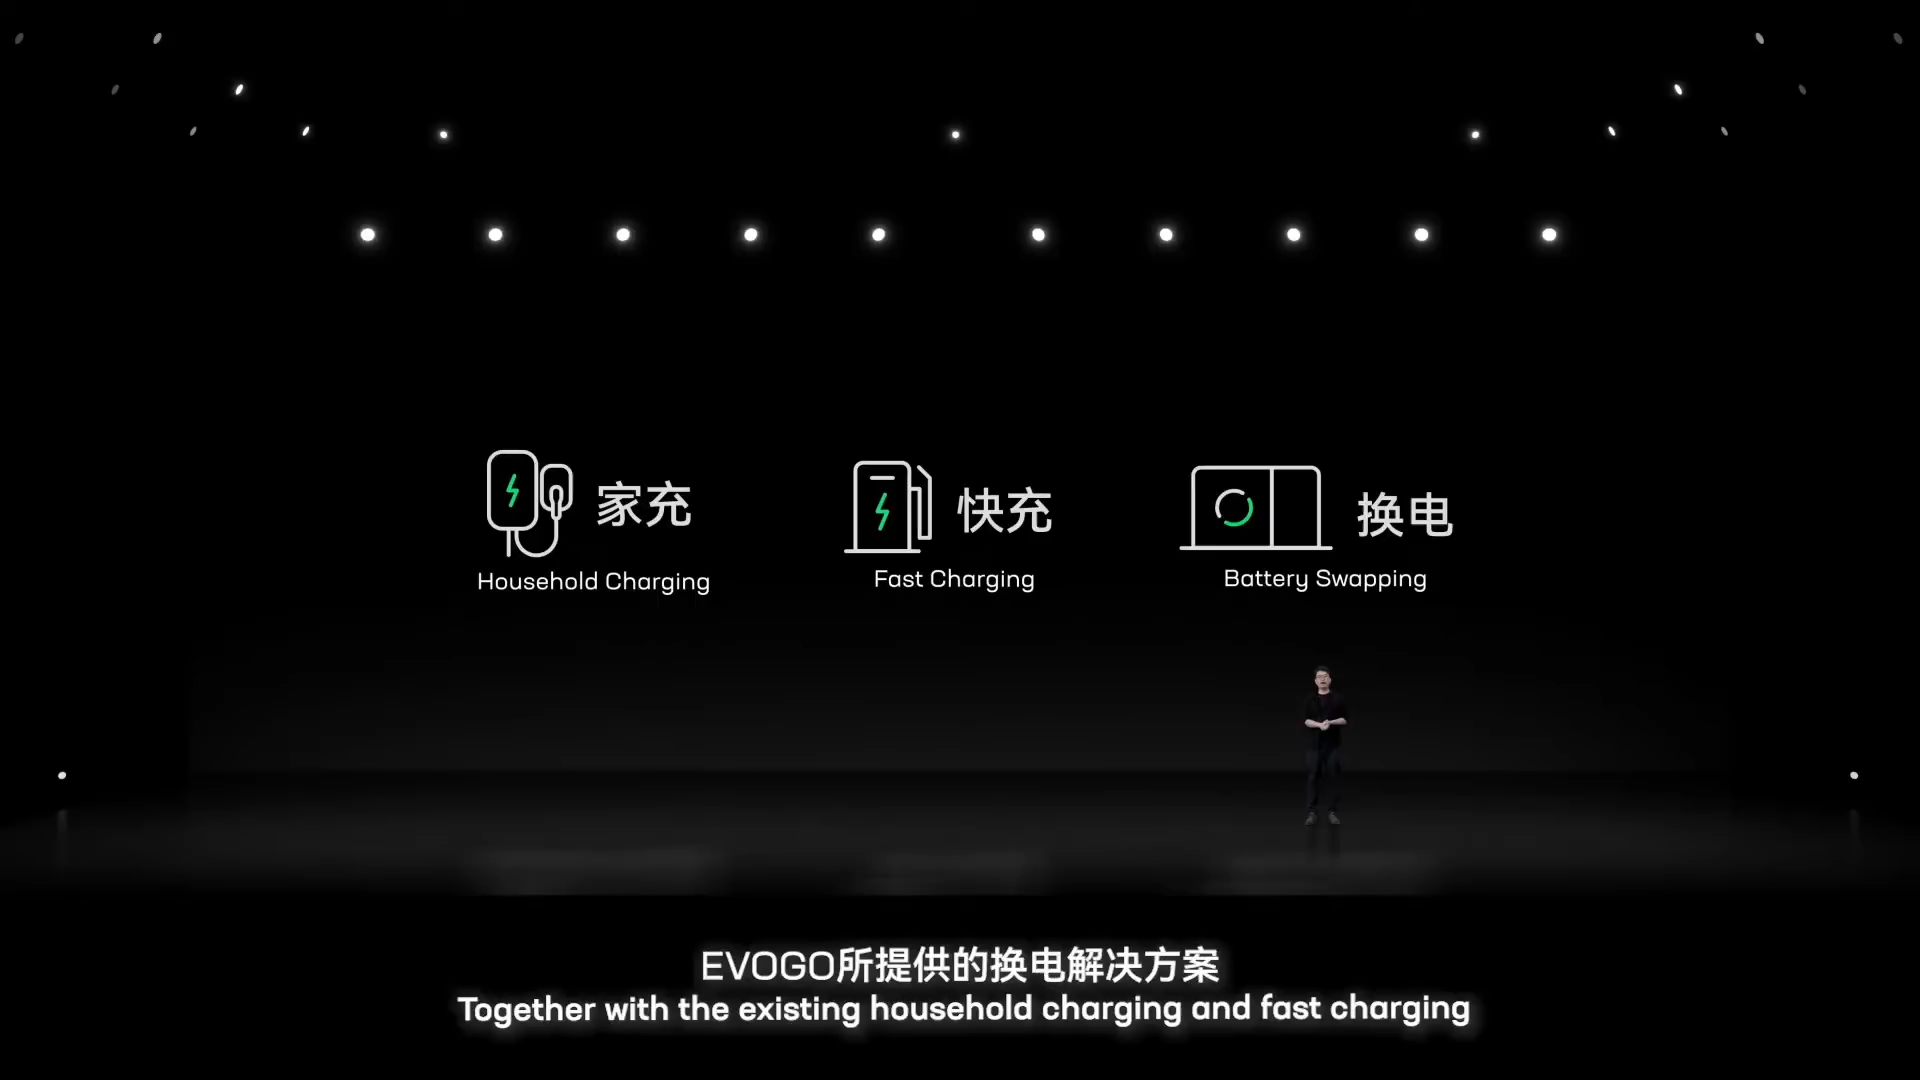 家充
Household Charging
快充
Fast Charging
换电
Battery Swapping
EVOGO所提供的换电解决方案
Together with the existing household charging and fast charging